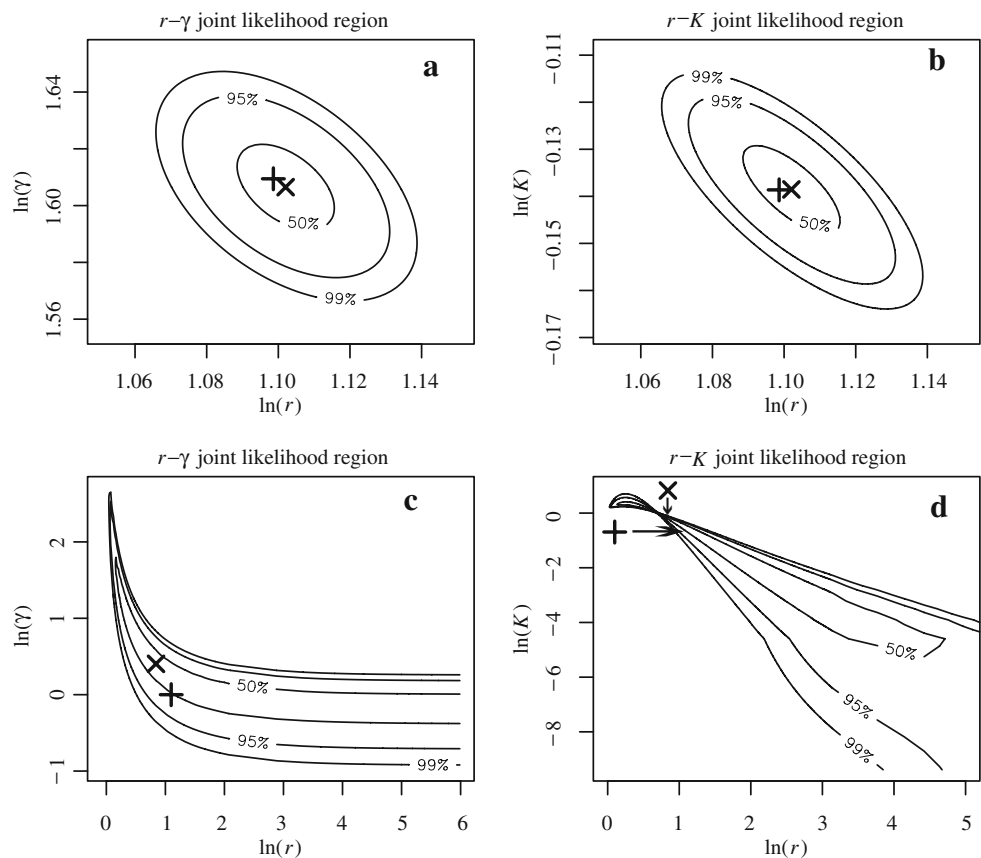 r−γ joint likelihood region
a
ln(γ)
1.64
1.60
1.56
95%
50%
99%
1.06 1.08 1.10 1.12 1.14
ln(r)
r−K joint likelihood region
b
ln(K)
−0.11
−0.13
−0.15
−0.17
99%
95%
50%
1.06 1.08 1.10 1.12 1.14
ln(r)
r−γ joint likelihood region
c
ln(γ)
2
1
0
−1
50%
95%
99%
0 1 2 3 4 5 6
ln(r)
r−K joint likelihood region
d
ln(K)
0
−2
−4
−6
−8
50%
95%
99%
0 1 2 3 4 5
ln(r)